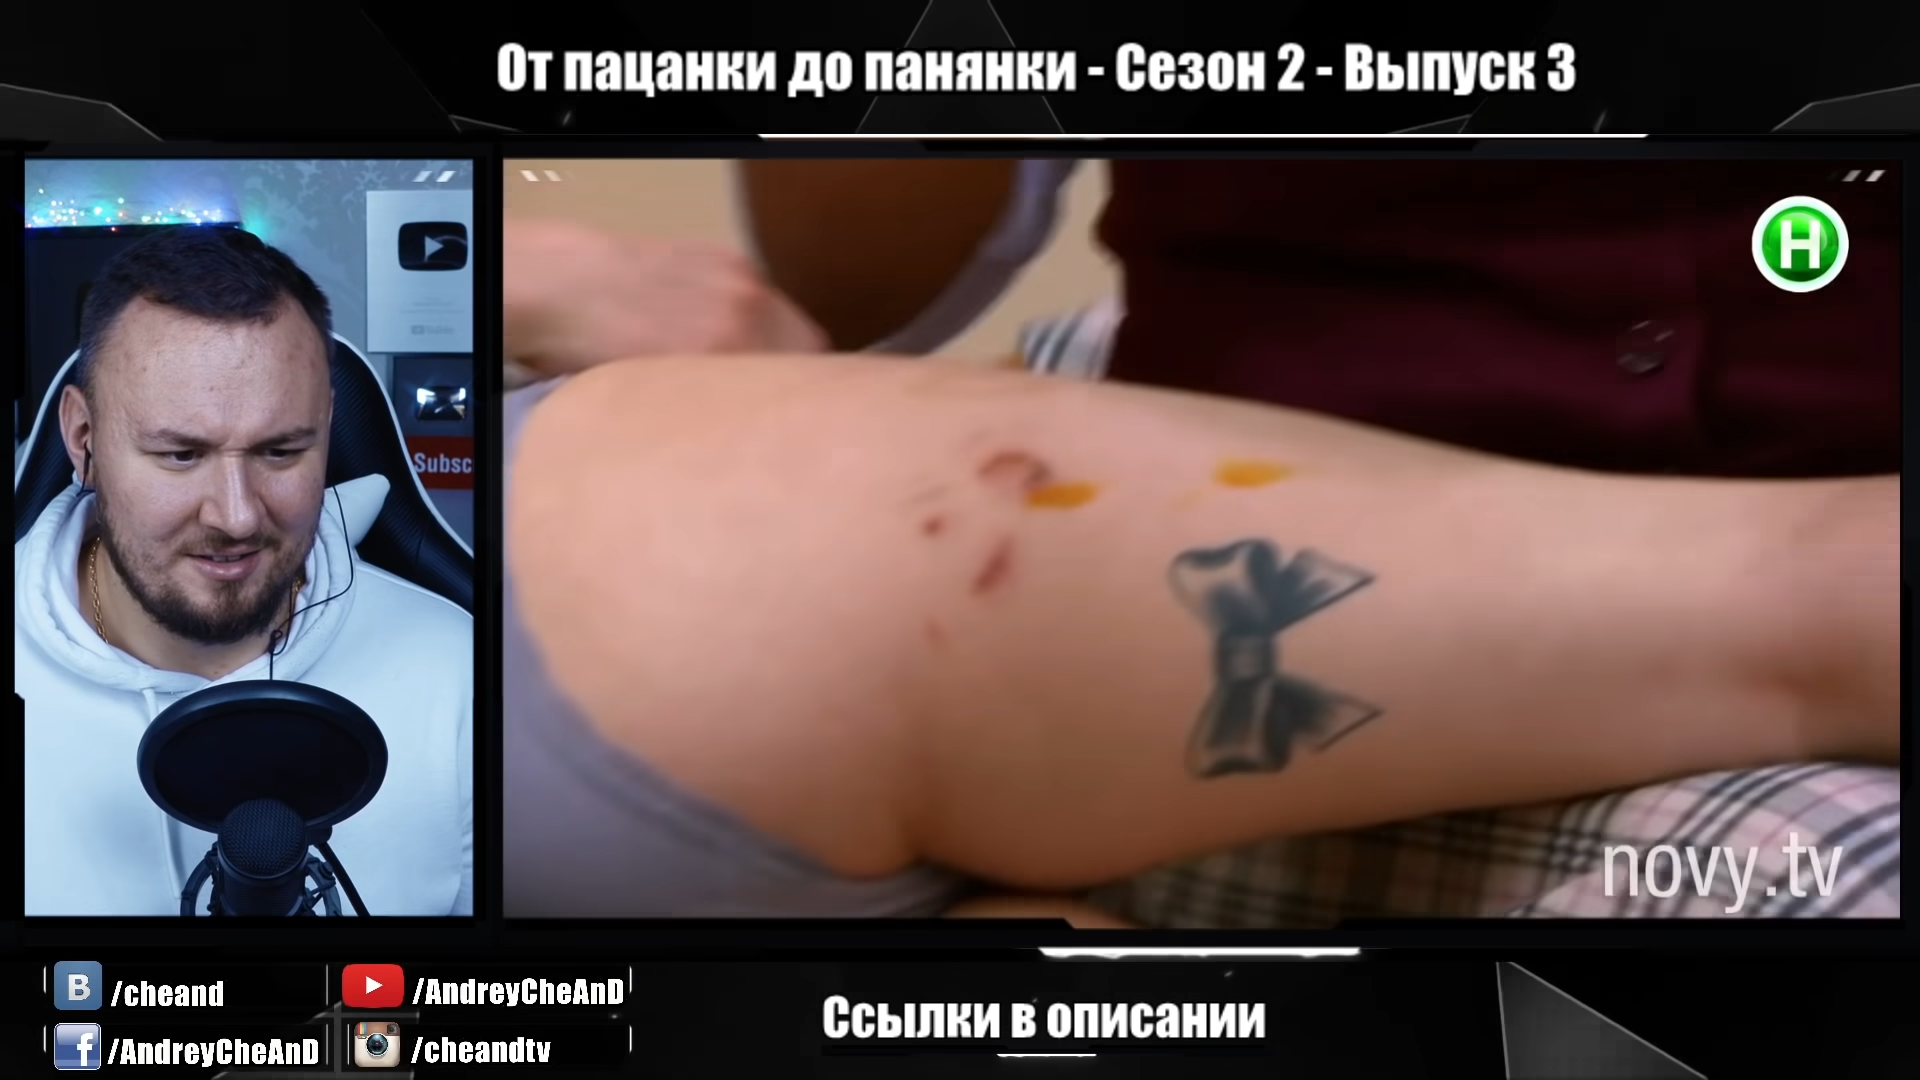 От пацанки до панянки - Сезон 2 - Выпуск 3
Н
Subsc
novy.tv
B /cheand
/AndreyCheAnD
f /AndreyCheAnD
/cheandtv
Ссылки в описании